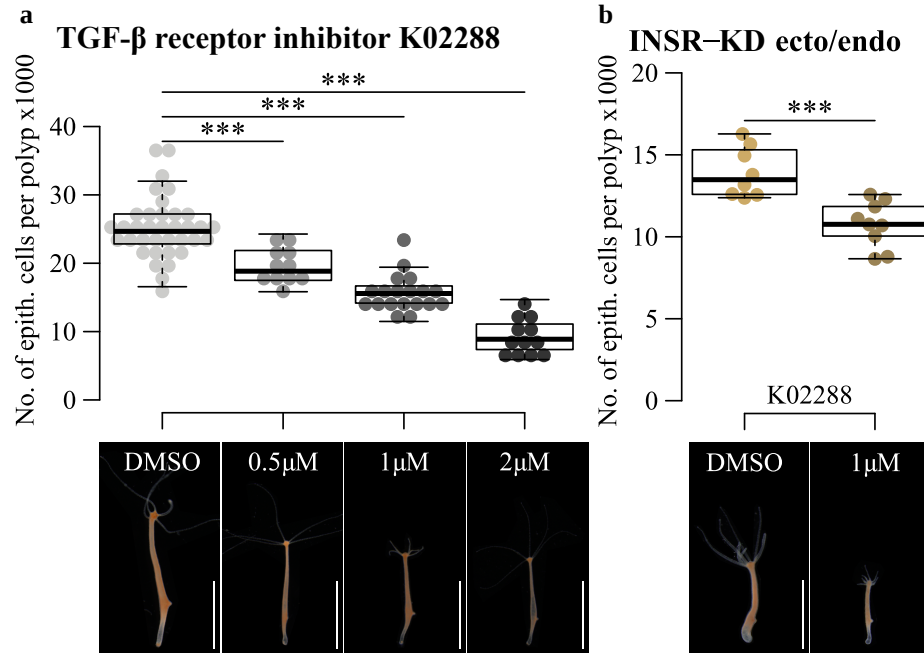 a
TGF-β receptor inhibitor K02288
No. of epith. cells per polyp x1000
40
30
20
10
0
***
***
***
DMSO
0.5μM
1μM
2μM
b
INSR–KD ecto/endo
No. of epith. cells per polyp x1000
20
15
10
5
0
***
K02288
DMSO
1μM